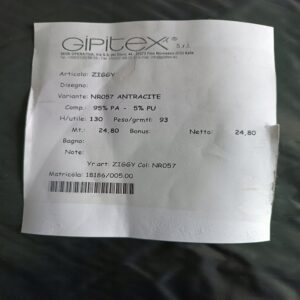 GiPiTEX S.r.l.
Articolo: ZIGGY
Disegno:
Variante: NR057 ANTRACITE
Comp.: 95% PA - 5% PU
H/utile: 130 Peso/grmtl: 93
Mt.: 24,80 Bonus: Netto: 24,80
Bagno:
Note:
Vr.art: ZIGGY Col: NR057
Matricola: 18186/005.00